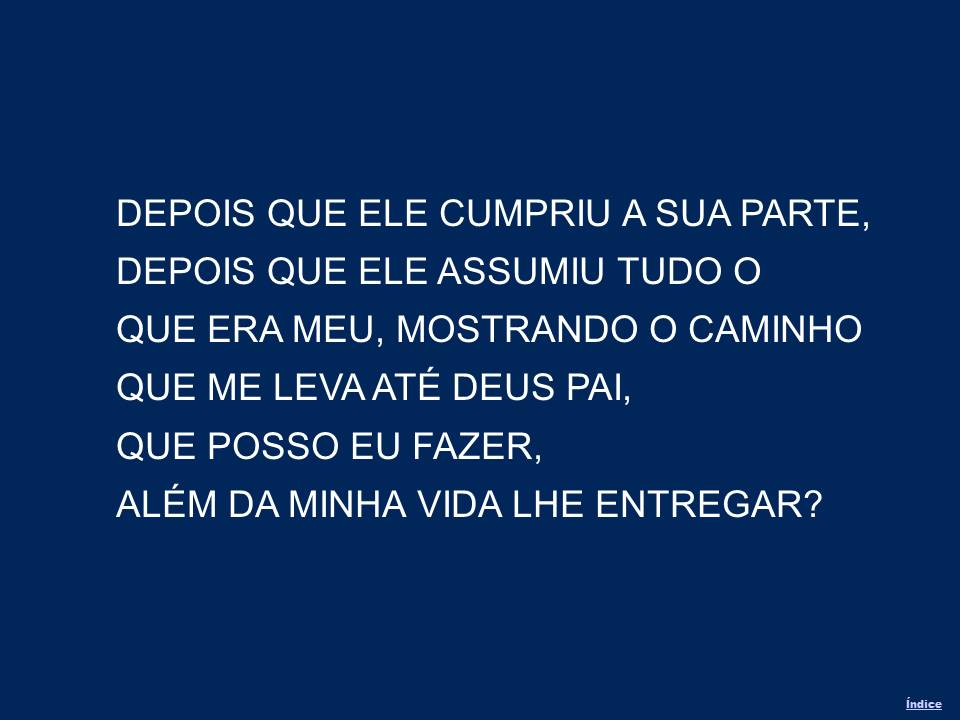 DEPOIS QUE ELE CUMPRIU A SUA PARTE,
DEPOIS QUE ELE ASSUMIU TUDO O
QUE ERA MEU, MOSTRANDO O CAMINHO
QUE ME LEVA ATÉ DEUS PAI,
QUE POSSO EU FAZER,
ALÉM DA MINHA VIDA LHE ENTREGAR?
Índice